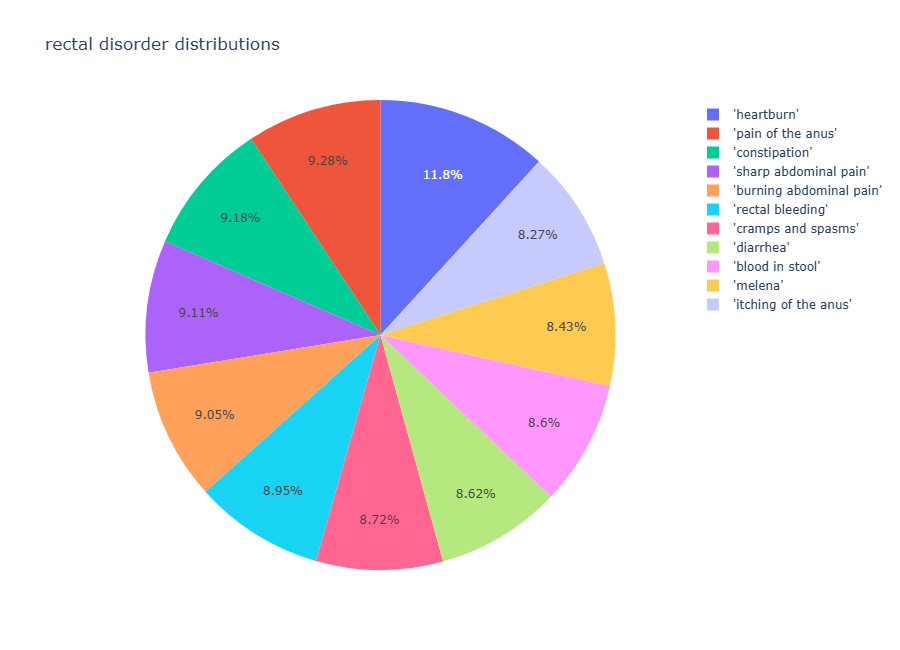 rectal disorder distributions
11.8%
9.28%
9.18%
9.11%
9.05%
8.95%
8.72%
8.62%
8.6%
8.43%
8.27%
'heartburn'
'pain of the anus'
'constipation'
'sharp abdominal pain'
'burning abdominal pain'
'rectal bleeding'
'cramps and spasms'
'diarrhea'
'blood in stool'
'melena'
'itching of the anus'